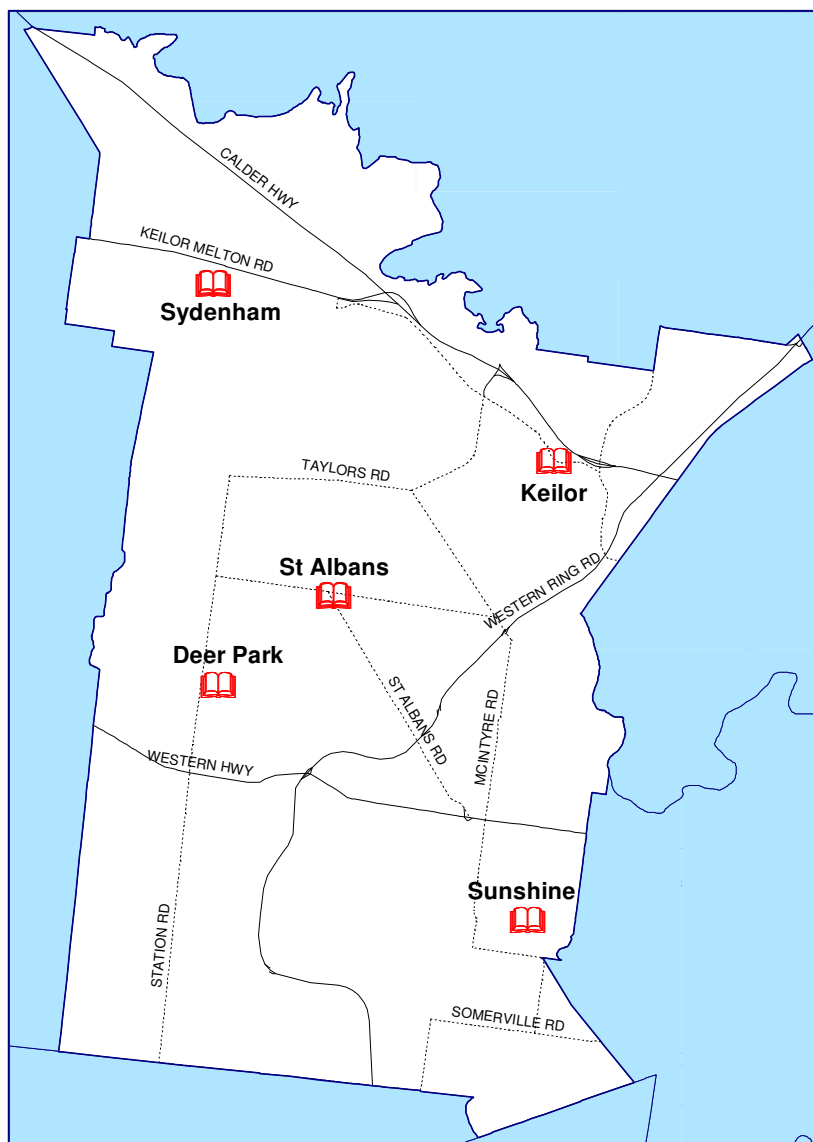 CALDER HWY
KEILOR MELTON RD
Sydenham
TAYLORS RD
Keilor
St Albans
WESTERN RING RD
Deer Park
ST ALBANS RD
MCINTYRE RD
WESTERN HWY
Sunshine
STATION RD
SOMERVILLE RD